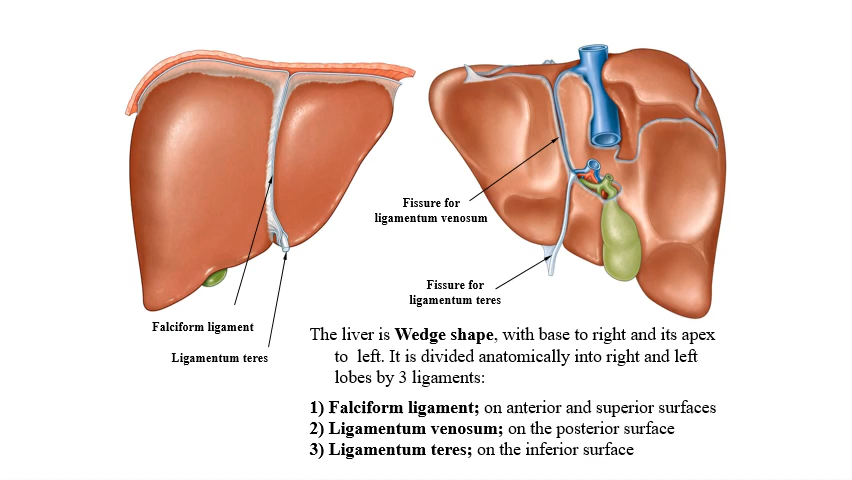 Fissure for
ligamentum venosum
Fissure for
ligamentum teres
Falciform ligament
Ligamentum teres
The liver is Wedge shape, with base to right and its apex
to left. It is divided anatomically into right and left
lobes by 3 ligaments:
1) Falciform ligament; on anterior and superior surfaces
2) Ligamentum venosum; on the posterior surface
3) Ligamentum teres; on the inferior surface